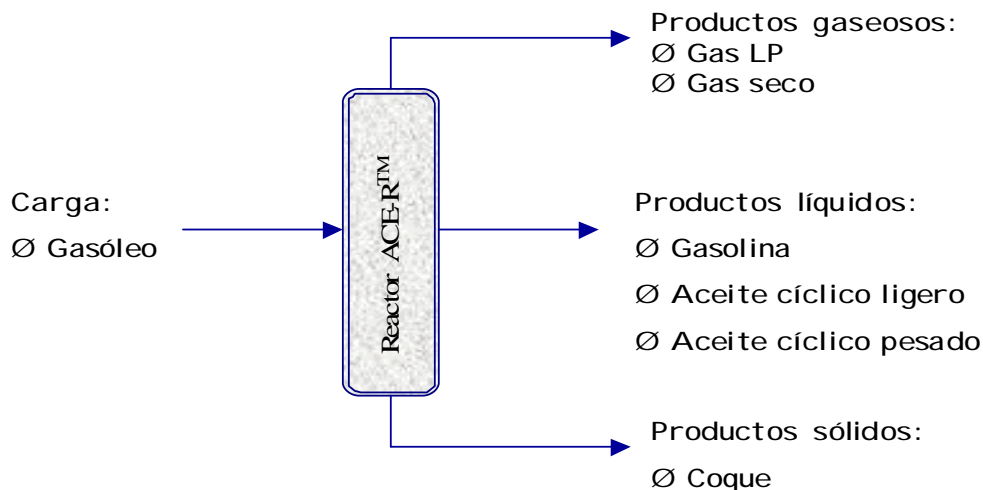 Productos gaseosos:
Ø Gas LP
Ø Gas seco
Carga:
Ø Gasóleo
Reactor ACE-R™
Productos líquidos:
Ø Gasolina
Ø Aceite cíclico ligero
Ø Aceite cíclico pesado
Productos sólidos:
Ø Coque